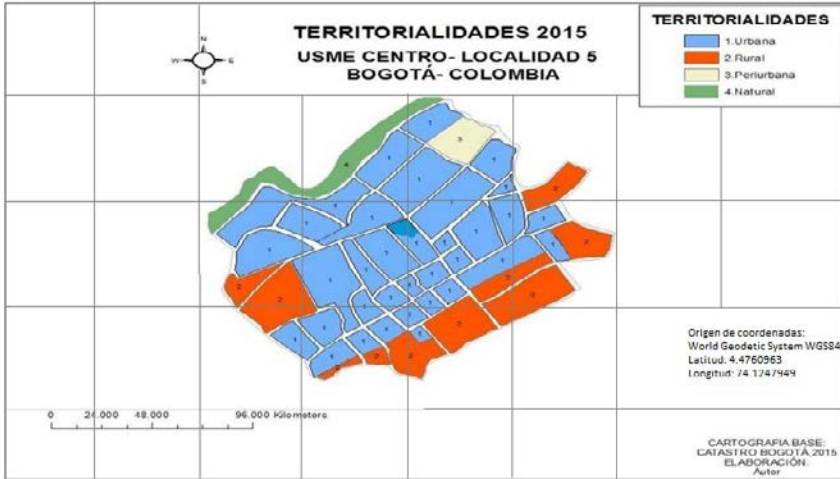 TERRITORIALIDADES 2015
USME CENTRO- LOCALIDAD 5
BOGOTÁ- COLOMBIA
N
W E
S
TERRITORIALIDADES
1.Urbana
2.Rural
3.Periurbana
4.Natural
Origen de coordenadas:
World Geodetic System WGS84
Latitud: 4.4760963
Longitud: 74.1247949
0 24.000 48.000 96.000 Kilometers
CARTOGRAFIA BASE:
CATASTRO BOGOTÁ 2015
ELABORACIÓN:
Autor